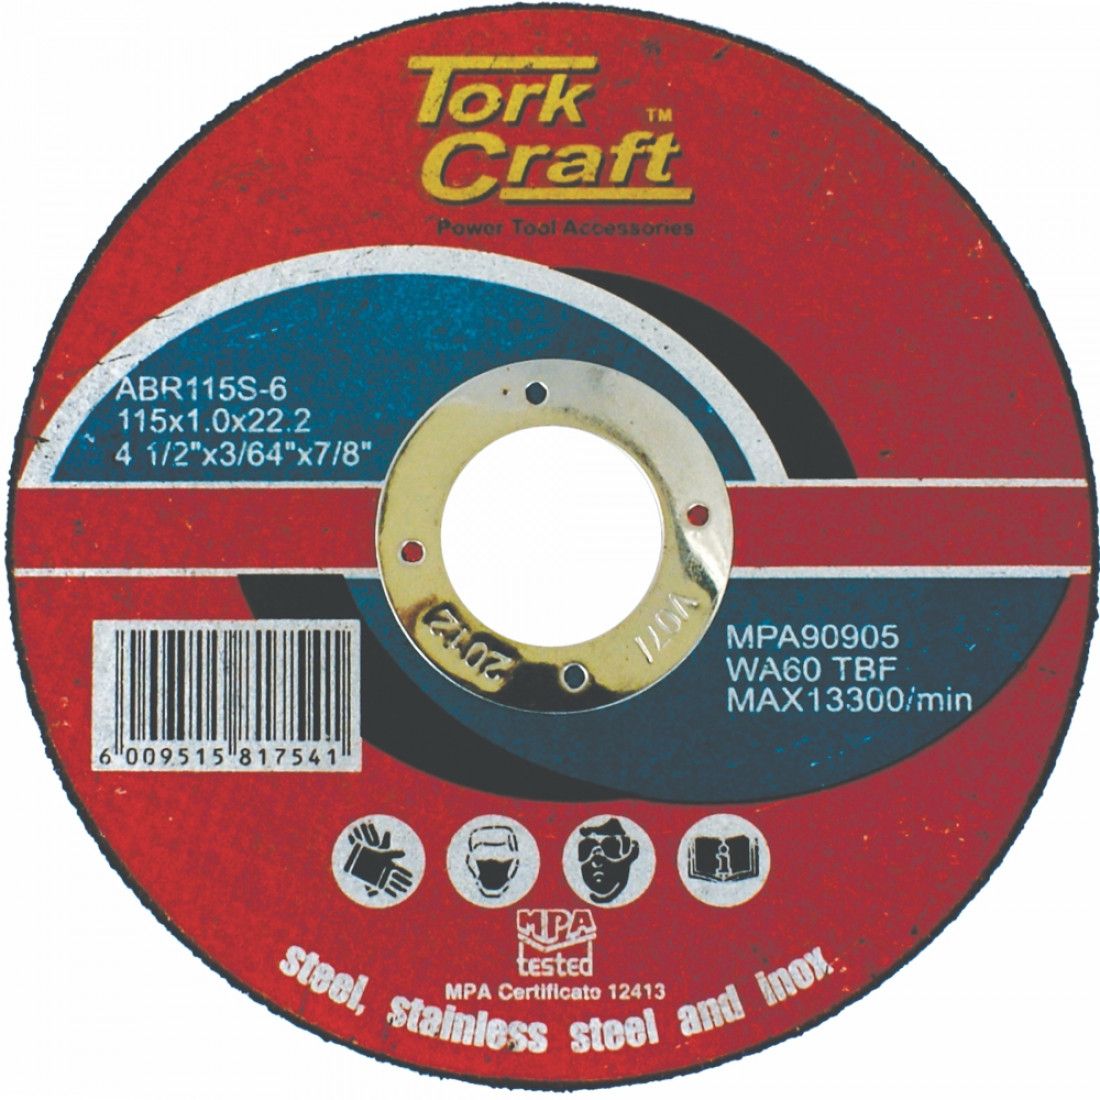 Tork
Craft™
Power Tool Accessories
ABR115S-6
115x1.0x22.2
4 1/2"x3/64"x7/8"
2012
V07/
MPA90905
WA60 TBF
MAX13300/min
6 009515 817541
MPA
tested
MPA Certificate 12413
steel, stainless steel and inox